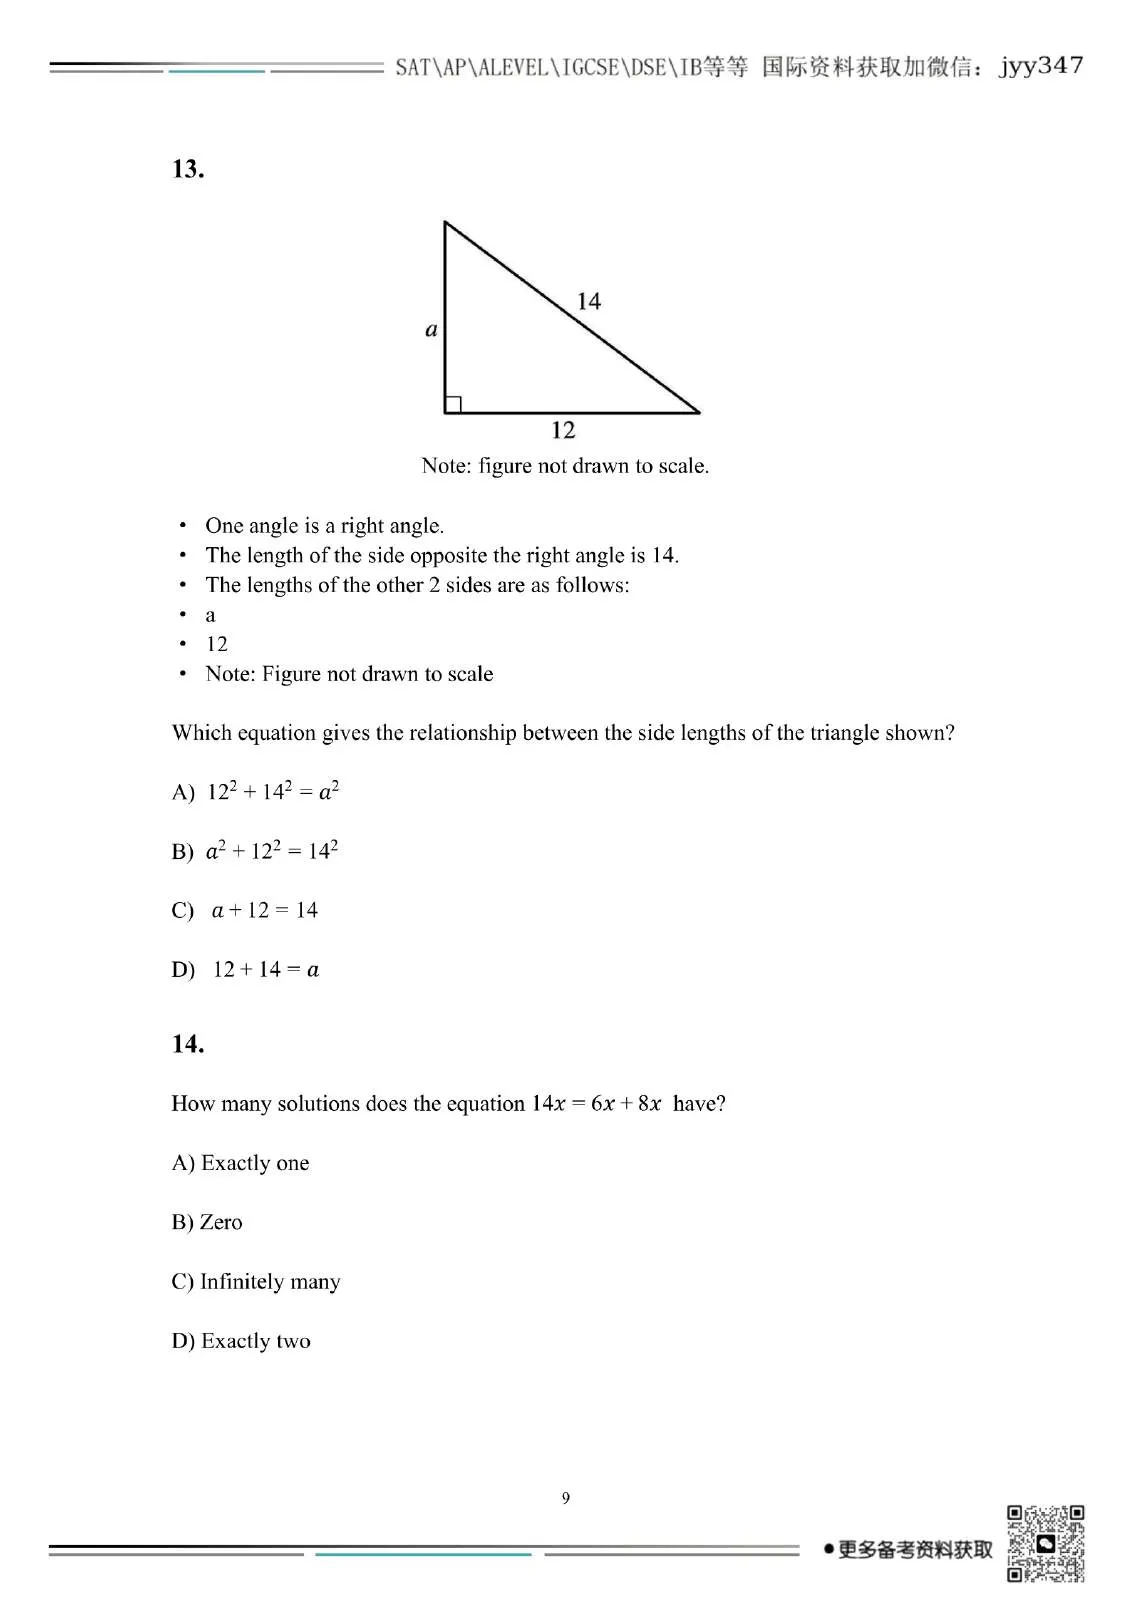 SAT\AP\ALEVEL\IGCSE\DSE\IB等等 国际资料获取加微信：jyy347
13.
14
a
12
Note: figure not drawn to scale.
• One angle is a right angle.
• The length of the side opposite the right angle is 14.
• The lengths of the other 2 sides are as follows:
• a
• 12
• Note: Figure not drawn to scale
Which equation gives the relationship between the side lengths of the triangle shown?
A) 12² + 14² = a²
B) a² + 12² = 14²
C) a + 12 = 14
D) 12 + 14 = a
14.
How many solutions does the equation 14x = 6x + 8x have?
A) Exactly one
B) Zero
C) Infinitely many
D) Exactly two
9
•更多备考资料获取